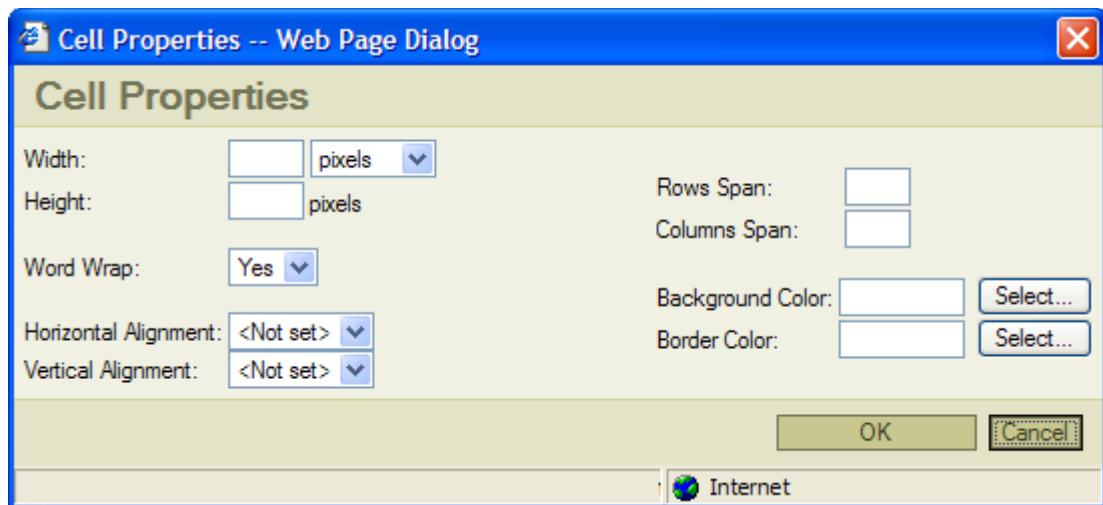 Cell Properties -- Web Page Dialog
Cell Properties
Width:
pixels
Height:
pixels
Word Wrap:
Yes
Horizontal Alignment:
<Not set>
Vertical Alignment:
<Not set>
Rows Span:
Columns Span:
Background Color:
Select...
Border Color:
Select...
OK
Cancel
Internet